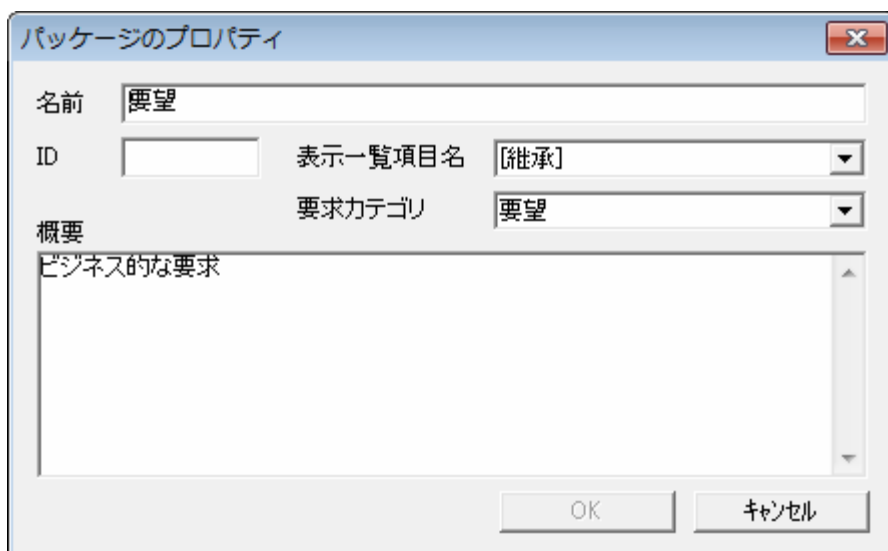 パッケージのプロパティ
名前 要望
ID 表示一覧項目名 [継承]
要求カテゴリ 要望
概要
ビジネス的な要求
OK キャンセル